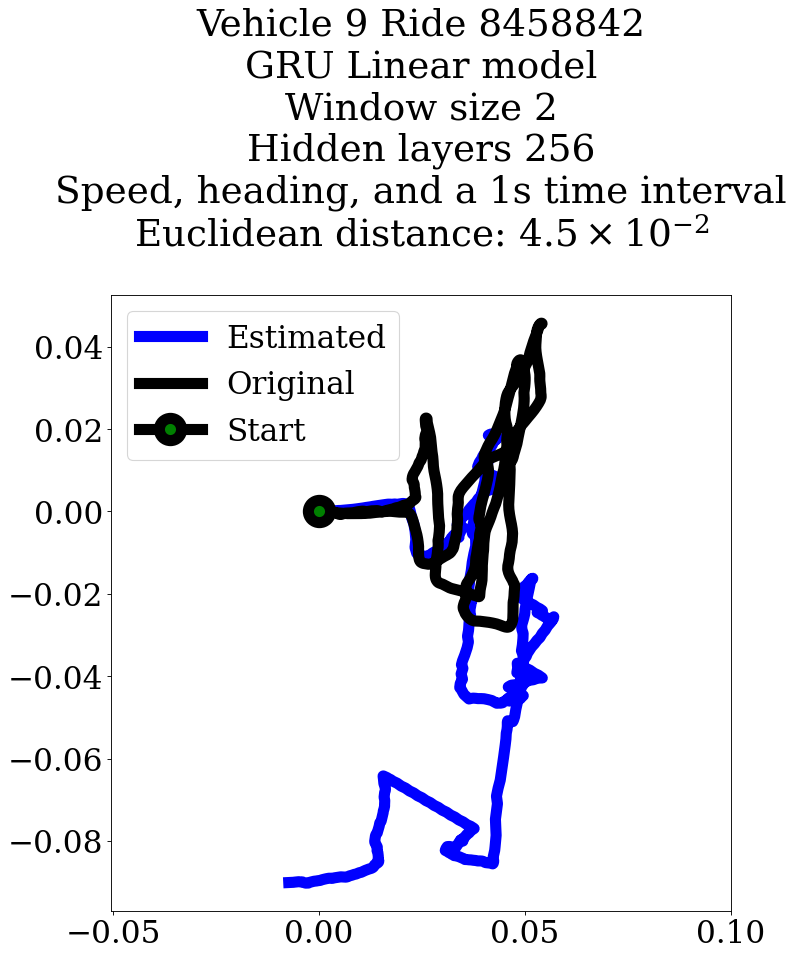 Vehicle 9 Ride 8458842
GRU Linear model
Window size 2
Hidden layers 256
Speed, heading, and a 1s time interval
Euclidean distance: 4.5 × 10⁻²
Estimated
Original
Start
0.04
0.02
0.00
−0.02
−0.04
−0.06
−0.08
−0.05 0.00 0.05 0.10